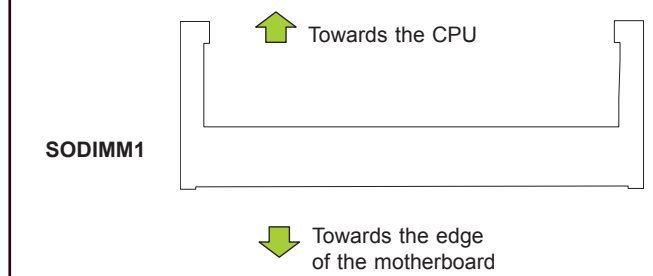 Towards the CPU
SODIMM1
Towards the edge
of the motherboard